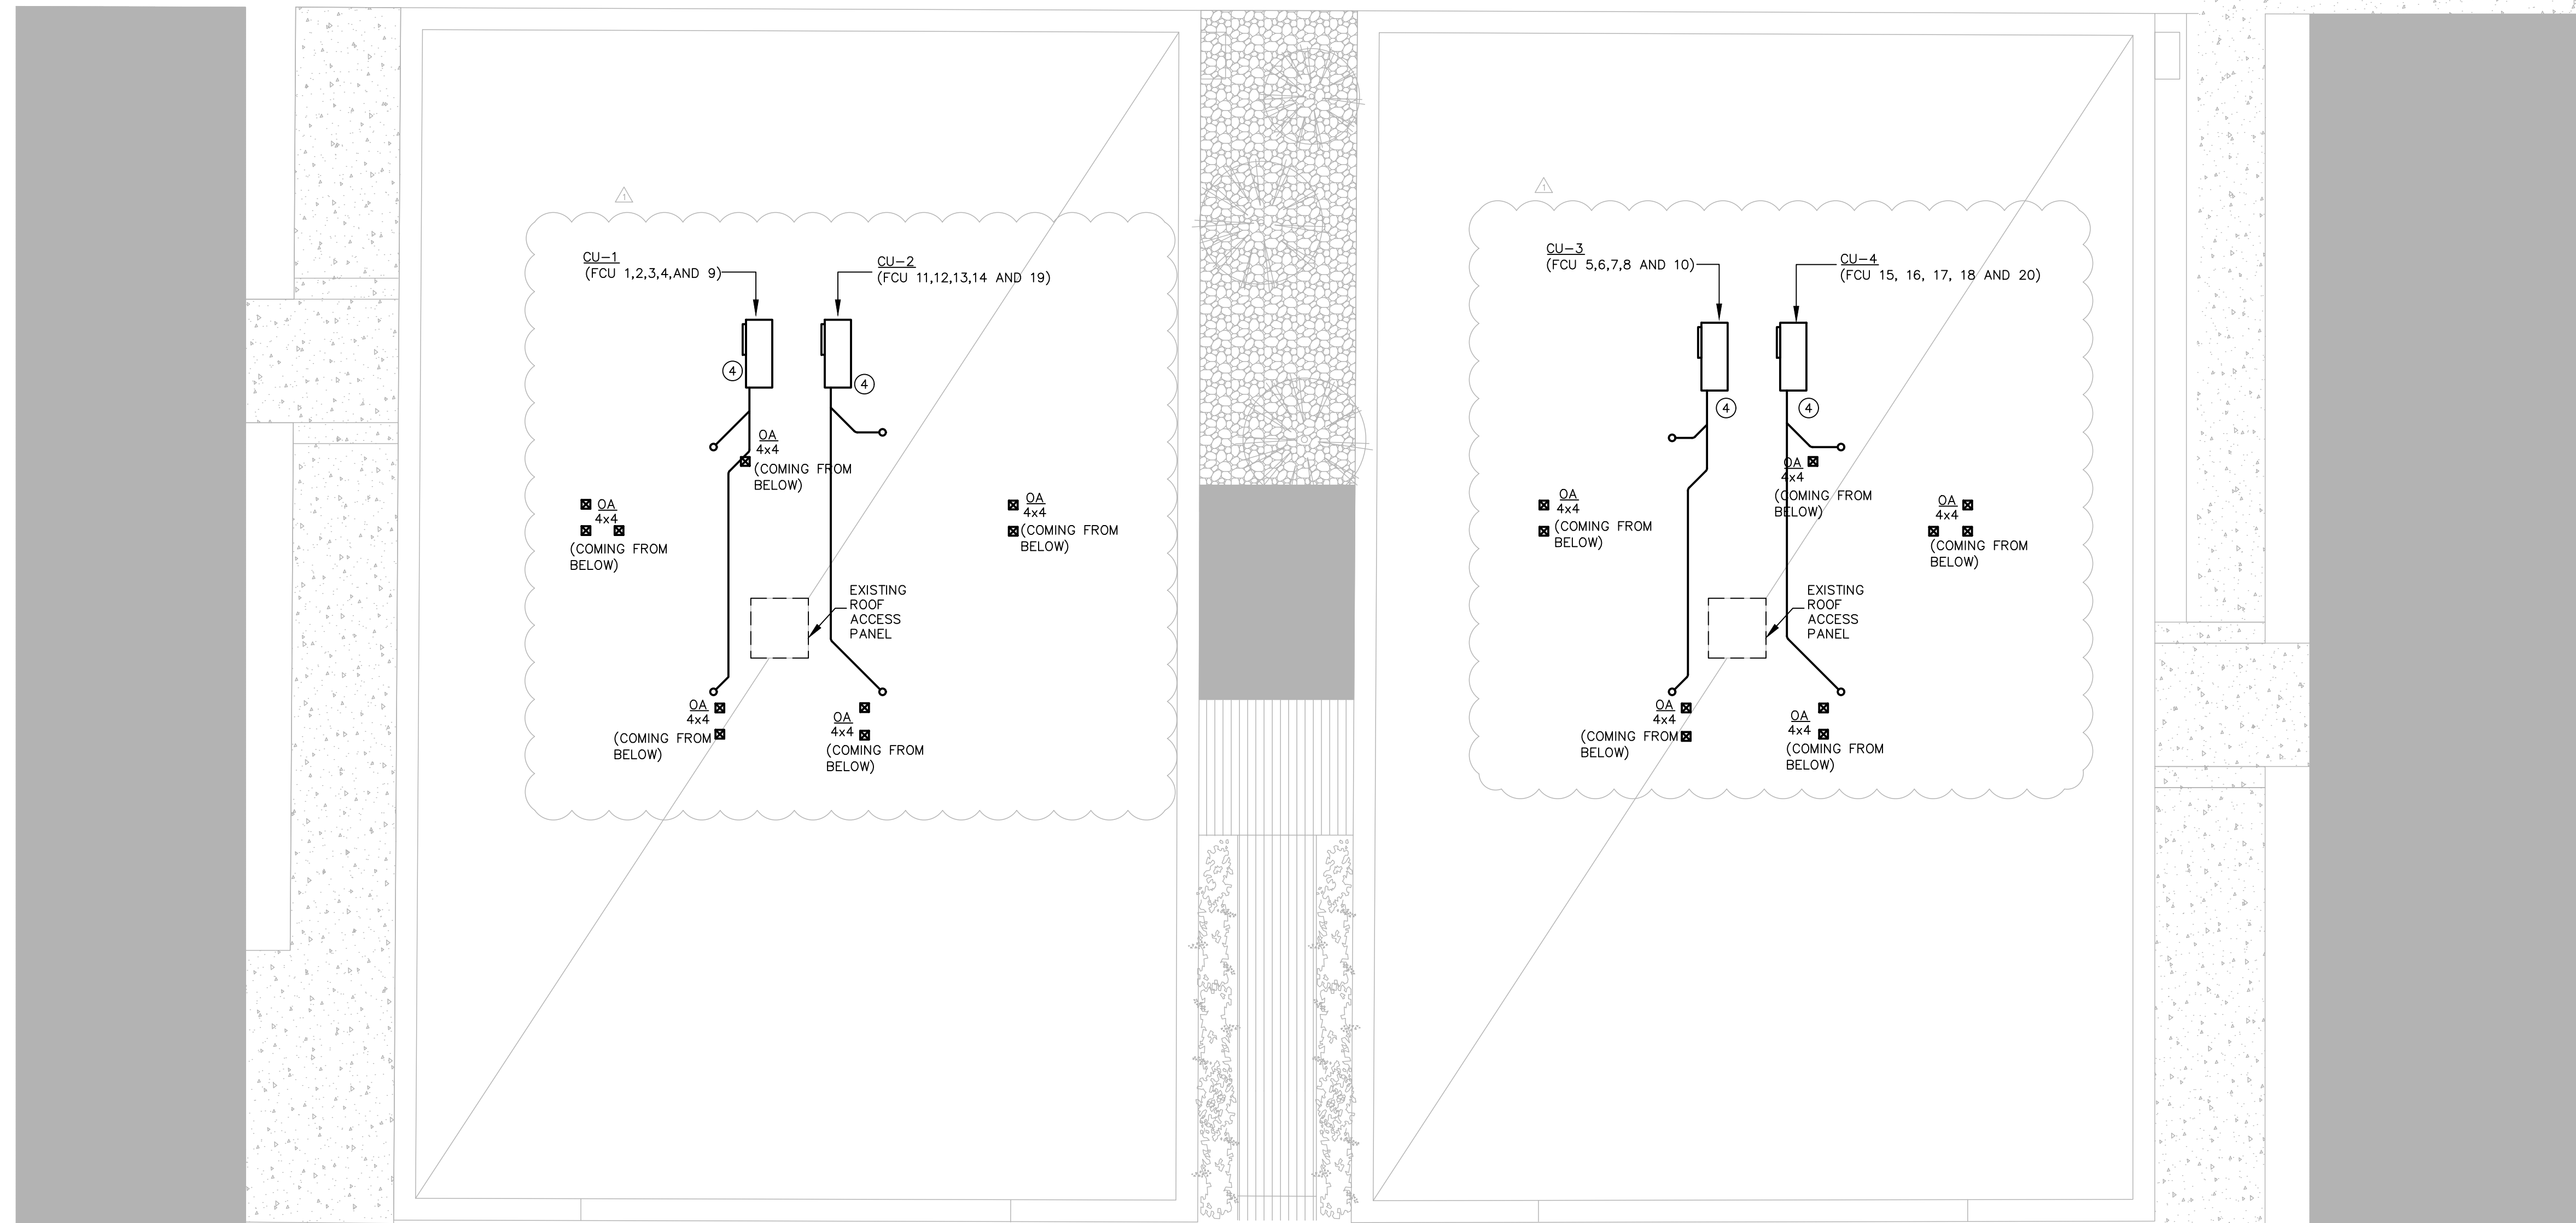 1
1
CU-1
(FCU 1,2,3,4,AND 9)
CU-2
(FCU 11,12,13,14 AND 19)
CU-3
(FCU 5,6,7,8 AND 10)
CU-4
(FCU 15, 16, 17, 18 AND 20)
4
4
4
4
OA
4x4
(COMING FROM
BELOW)
OA
4x4
(COMING FROM
BELOW)
OA
4x4
(COMING FROM
BELOW)
OA
4x4
(COMING FROM
BELOW)
OA
4x4
(COMING FROM
BELOW)
OA
4x4
(COMING FROM
BELOW)
EXISTING
ROOF
ACCESS
PANEL
EXISTING
ROOF
ACCESS
PANEL
OA
4x4
(COMING FROM
BELOW)
OA
4x4
(COMING FROM
BELOW)
OA
4x4
(COMING FROM
BELOW)
OA
4x4
(COMING FROM
BELOW)